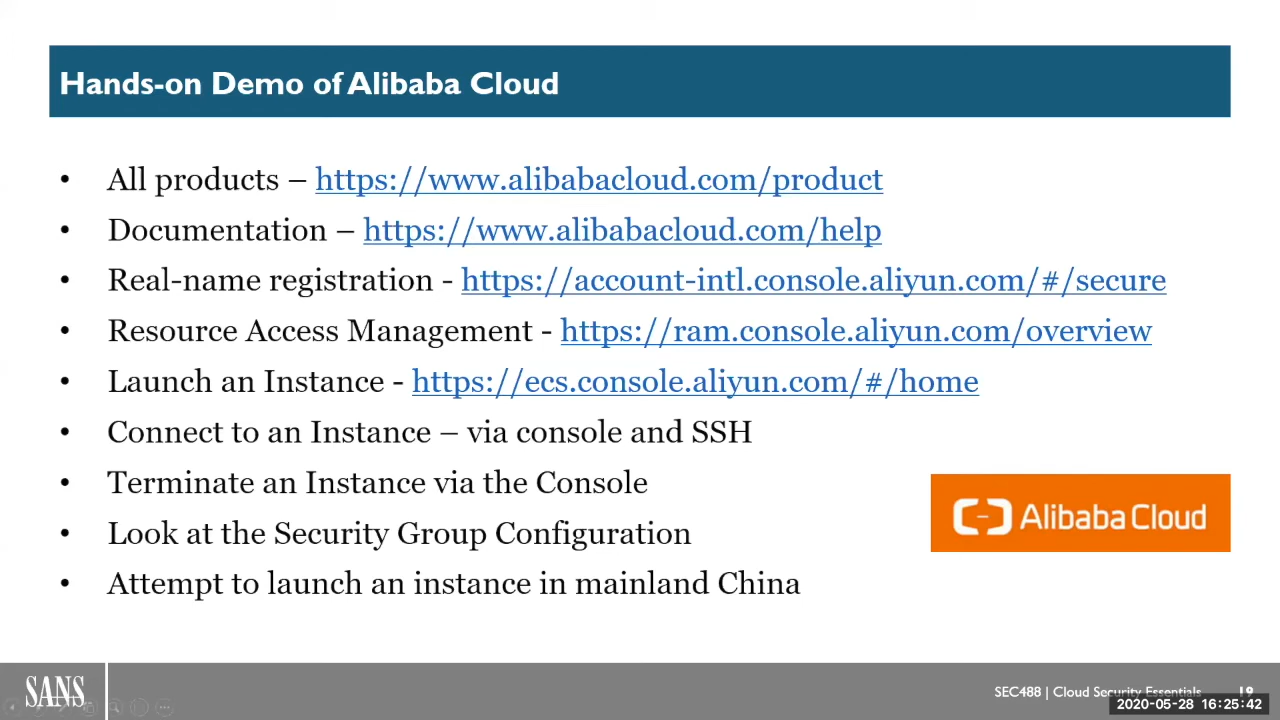 Hands-on Demo of Alibaba Cloud
• All products – https://www.alibabacloud.com/product
• Documentation – https://www.alibabacloud.com/help
• Real-name registration - https://account-intl.console.aliyun.com/#/secure
• Resource Access Management - https://ram.console.aliyun.com/overview
• Launch an Instance - https://ecs.console.aliyun.com/#/home
• Connect to an Instance – via console and SSH
• Terminate an Instance via the Console
• Look at the Security Group Configuration
• Attempt to launch an instance in mainland China
Alibaba Cloud
SANS
SEC488 | Cloud Security Essentials 19
2020-05-28 16:25:42